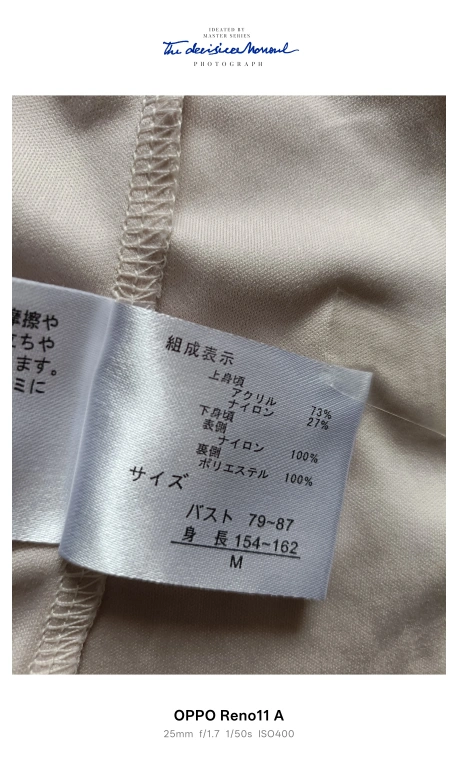 IDEATED BY
MASTER SERIES
The decisive Moment
PHOTOGRAPH
摩擦や
立ちや
ます。
ミに
組成表示
上身頃
アクリル 73%
ナイロン 27%
下身頃
表側
ナイロン 100%
裏側
ポリエステル 100%
サイズ
バスト 79~87
身 長 154~162
M
OPPO Reno11 A
25mm f/1.7 1/50s ISO400